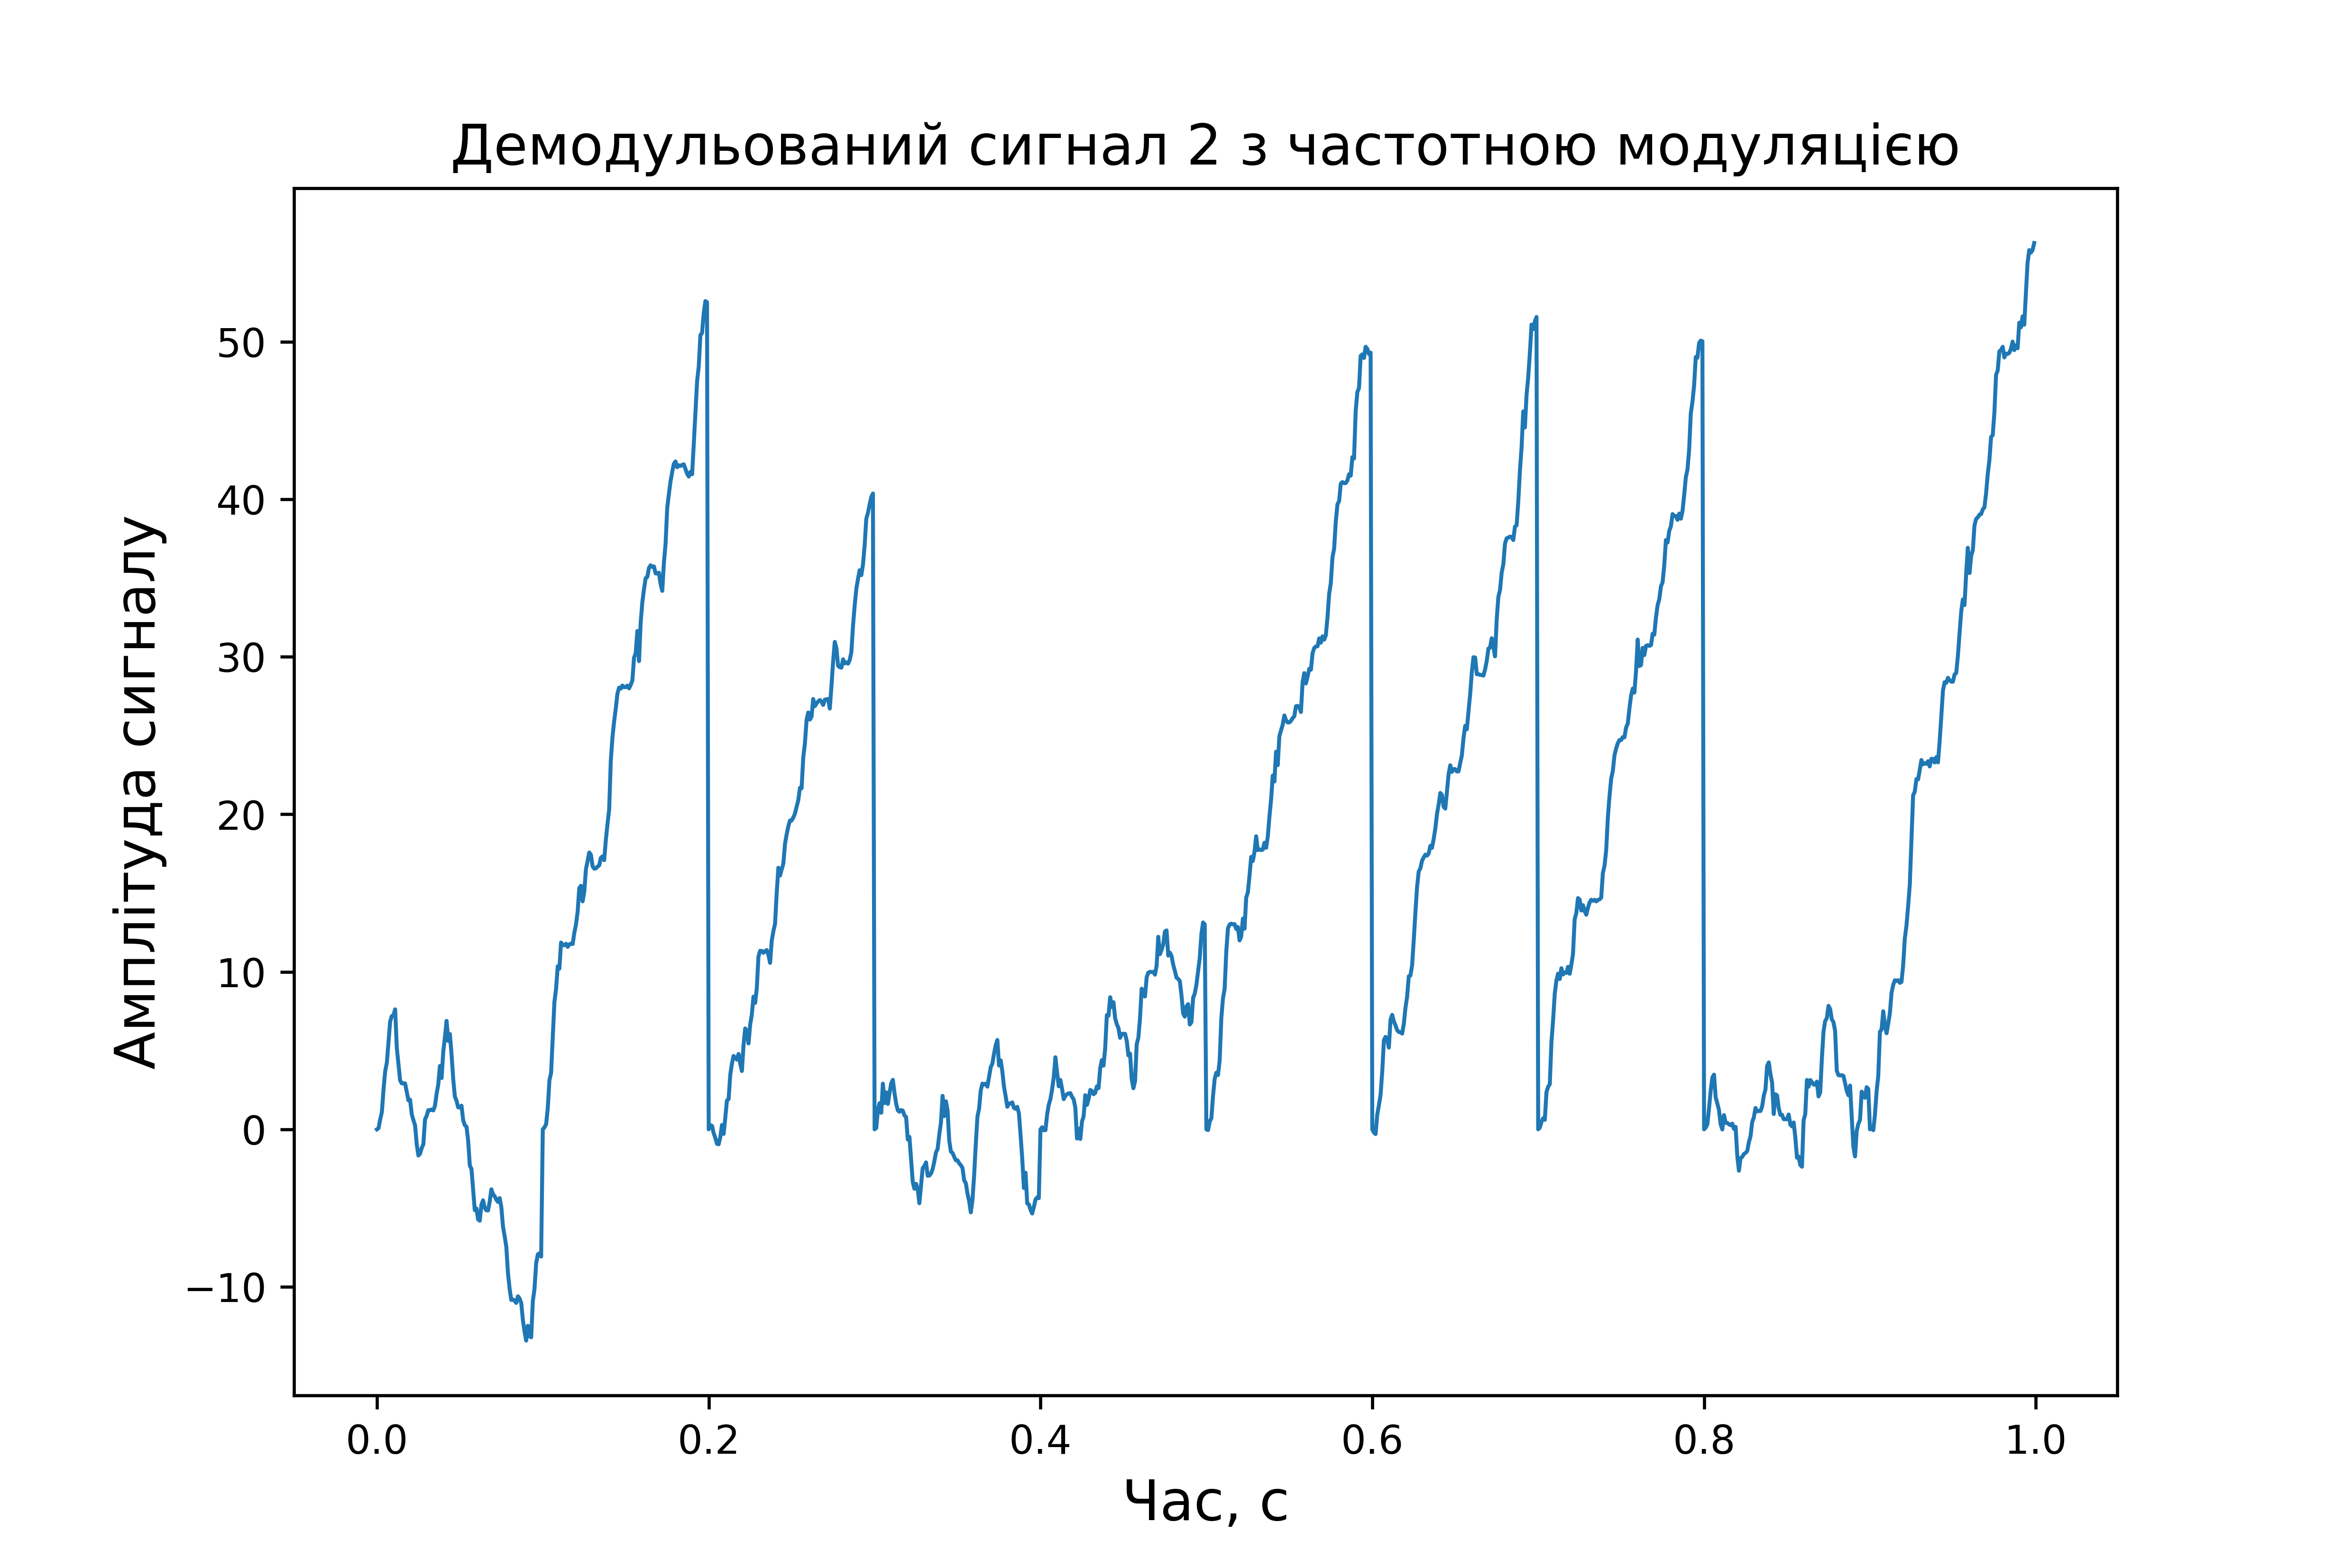 Демодульований сигнал 2 з частотною модуляцією
Амплітуда сигналу
50
40
30
20
10
0
−10
0.0 0.2 0.4 0.6 0.8 1.0
Час, с